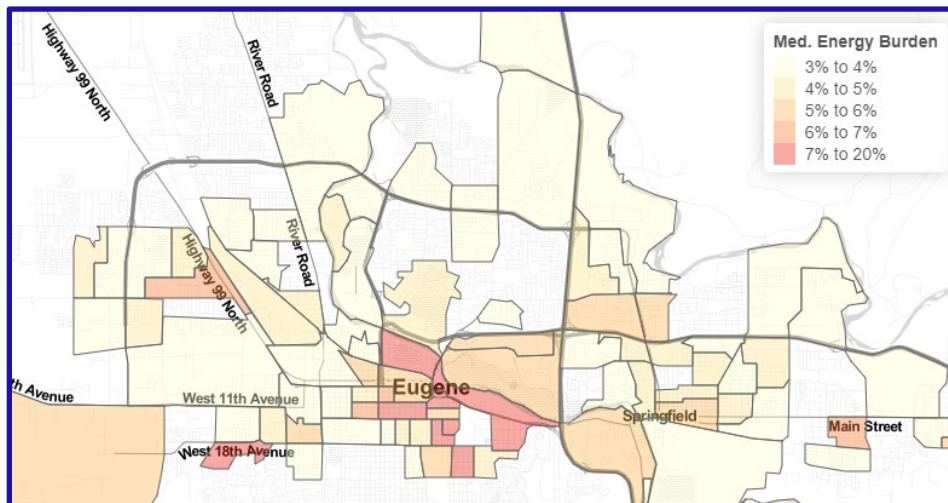 Highway 99 North
River Road
Med. Energy Burden
3% to 4%
4% to 5%
5% to 6%
6% to 7%
7% to 20%
River Road
Highway 99 North
th Avenue
West 11th Avenue
Eugene
Springfield
Main Street
West 18th Avenue